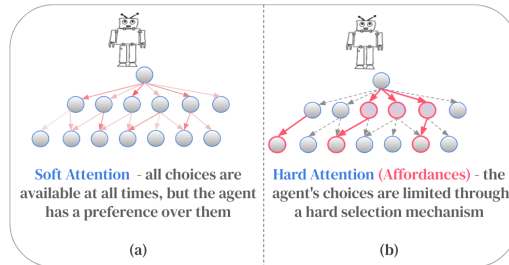 Soft Attention - all choices are
available at all times, but the agent
has a preference over them
(a)
Hard Attention (Affordances) - the
agent's choices are limited through
a hard selection mechanism
(b)